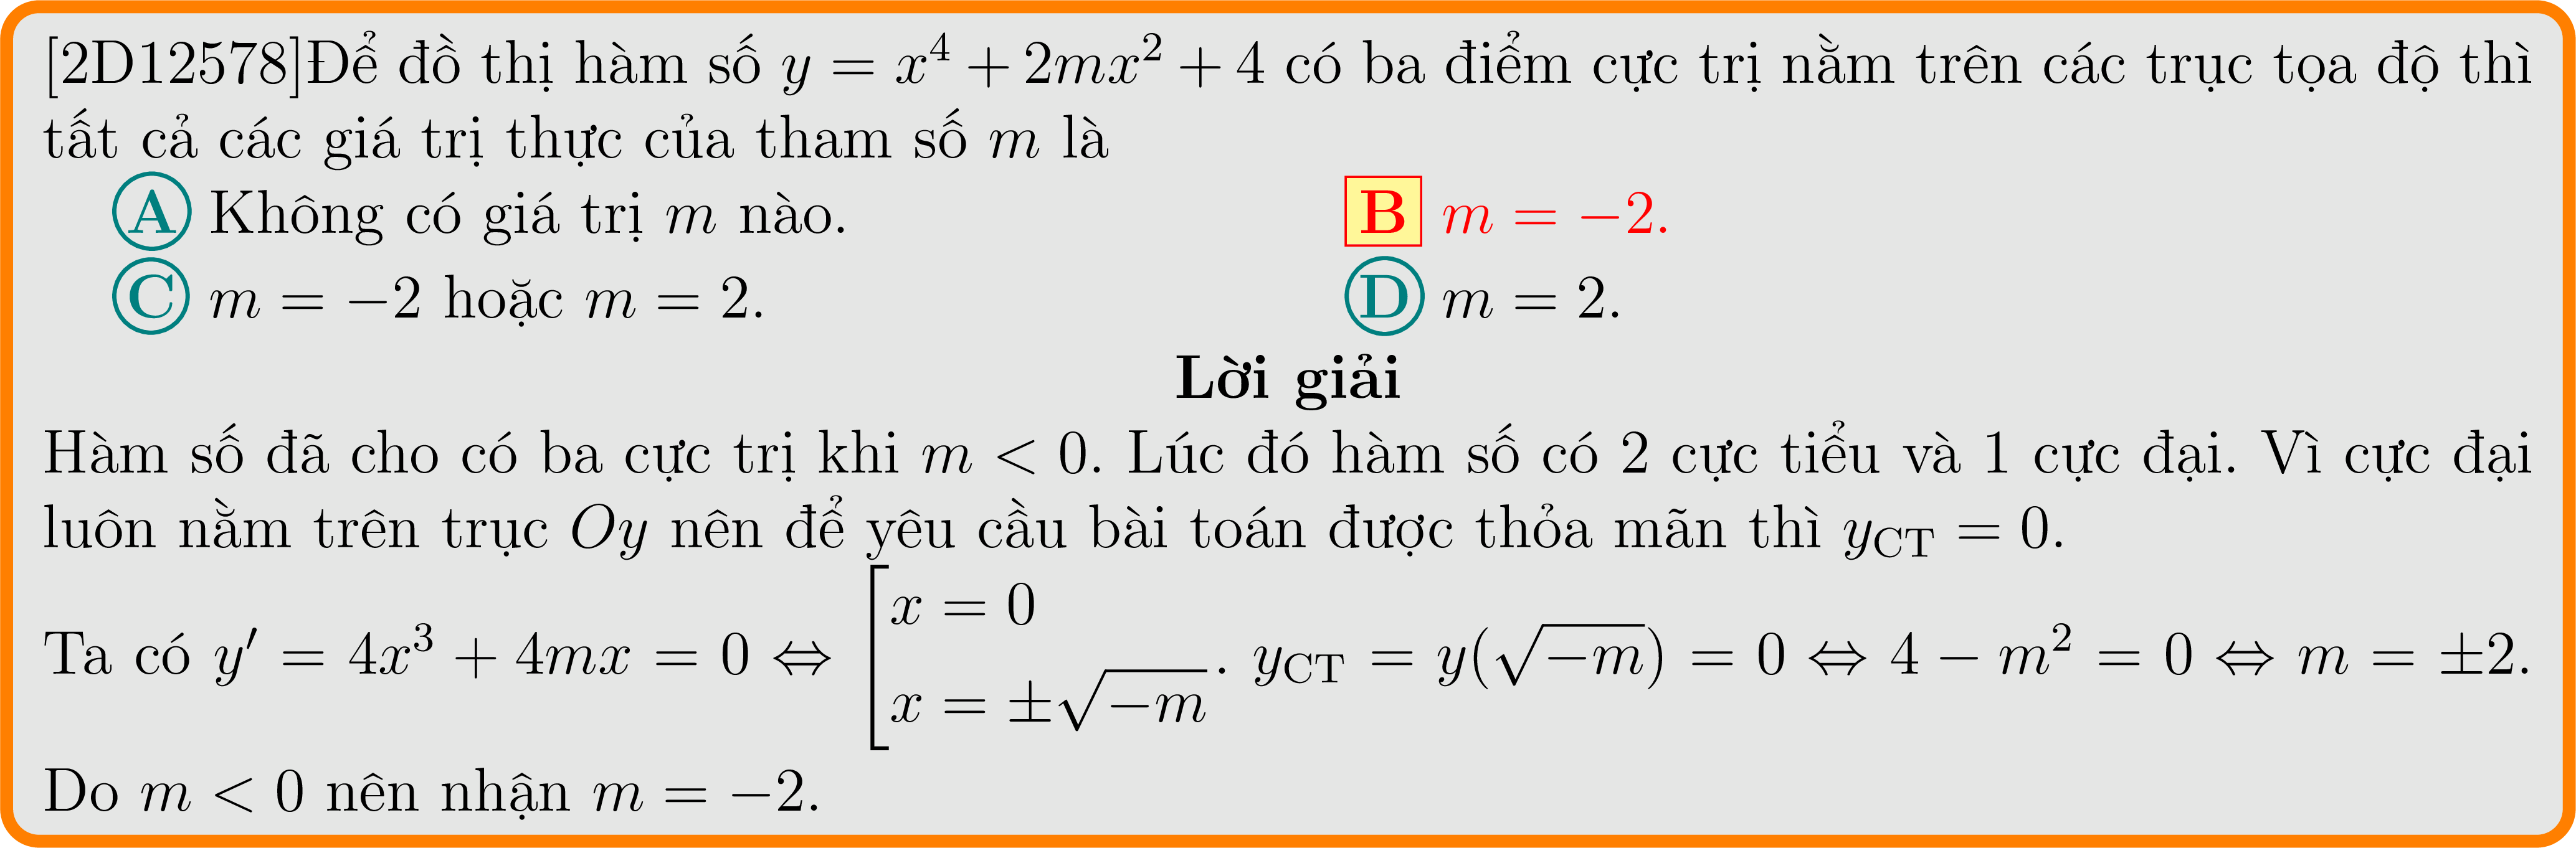 [2D12578]Để đồ thị hàm số $y = x^4 + 2mx^2 + 4$ có ba điểm cực trị nằm trên các trục tọa độ thì
tất cả các giá trị thực của tham số $m$ là
A Không có giá trị $m$ nào.
B $m = -2$.
C $m = -2$ hoặc $m = 2$.
D $m = 2$.
Lời giải
Hàm số đã cho có ba cực trị khi $m < 0$. Lúc đó hàm số có 2 cực tiểu và 1 cực đại. Vì cực đại
luôn nằm trên trục $Oy$ nên để yêu cầu bài toán được thỏa mãn thì $y_{\text{CT}} = 0$.
Ta có $y' = 4x^3 + 4mx = 0 \Leftrightarrow \left[\begin{array}{l} x = 0 \\ x = \pm\sqrt{-m} \end{array}\right.$. $y_{\text{CT}} = y(\sqrt{-m}) = 0 \Leftrightarrow 4 - m^2 = 0 \Leftrightarrow m = \pm 2$.
Do $m < 0$ nên nhận $m = -2$.